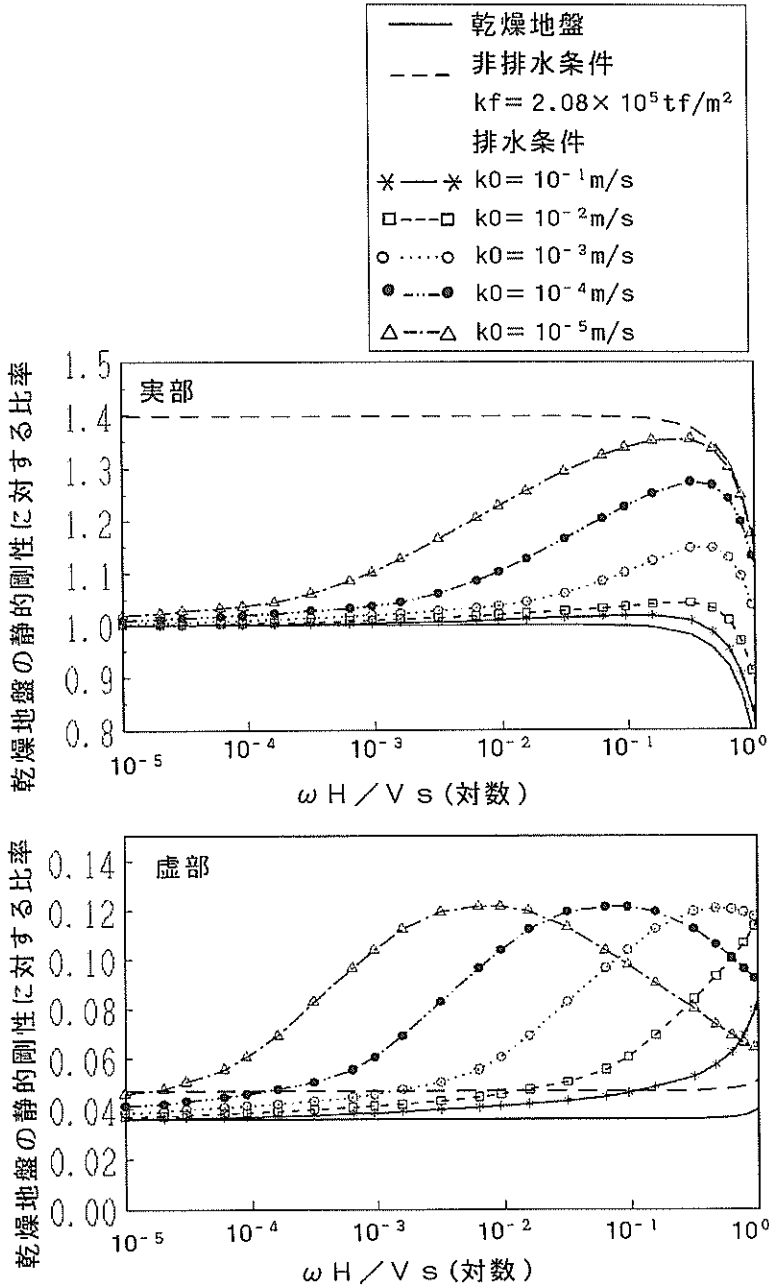 乾燥地盤
非排水条件
kf=2.08×10⁵tf/m²
排水条件
k0=10⁻¹m/s
k0=10⁻²m/s
k0=10⁻³m/s
k0=10⁻⁴m/s
k0=10⁻⁵m/s
乾燥地盤の静的剛性に対する比率
実部
1.5
1.4
1.3
1.2
1.1
1.0
0.9
0.8
10⁻⁵ 10⁻⁴ 10⁻³ 10⁻² 10⁻¹ 10⁰
ωH/Vs(対数)
乾燥地盤の静的剛性に対する比率
虚部
0.14
0.12
0.10
0.08
0.06
0.04
0.02
0.00
10⁻⁵ 10⁻⁴ 10⁻³ 10⁻² 10⁻¹ 10⁰
ωH/Vs(対数)